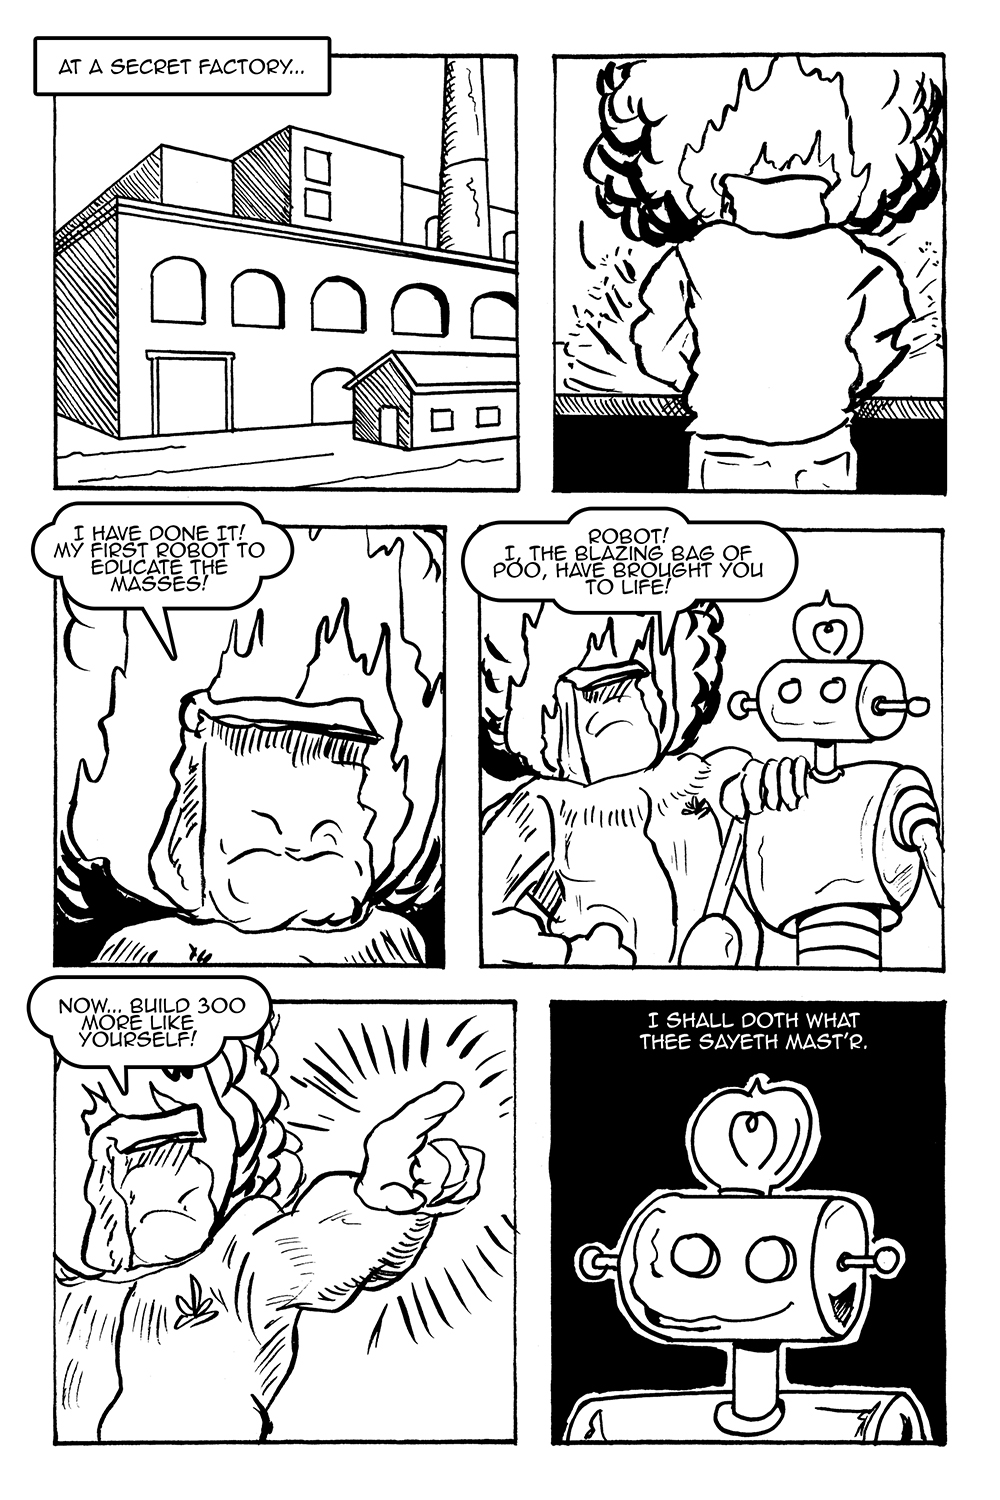 AT A SECRET FACTORY...
I HAVE DONE IT!
MY FIRST ROBOT TO
EDUCATE THE
MASSES!
ROBOT!
I, THE BLAZING BAG OF
POO, HAVE BROUGHT YOU
TO LIFE!
NOW... BUILD 300
MORE LIKE
YOURSELF!
I SHALL DOTH WHAT
THEE SAYETH MAST'R.